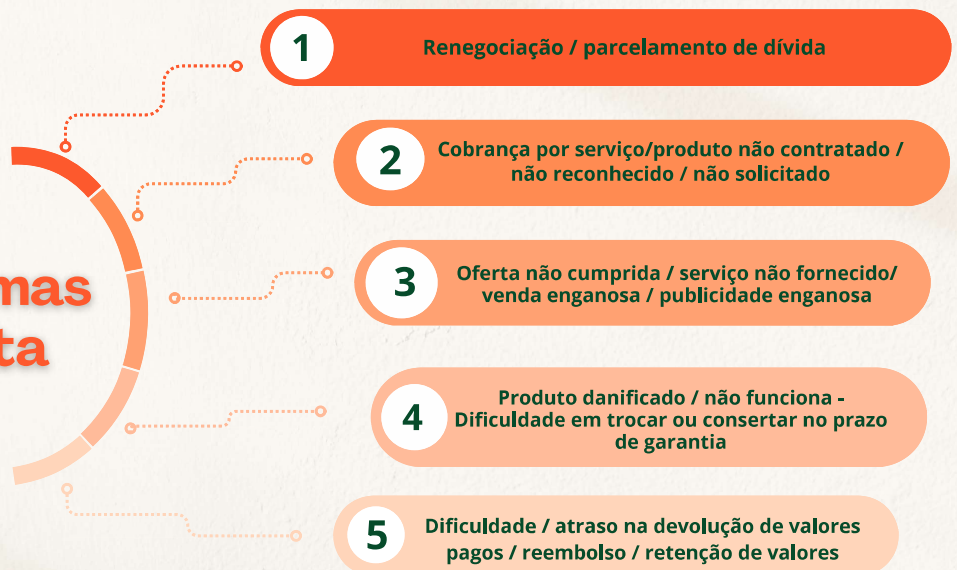 1
Renegociação / parcelamento de dívida
2
Cobrança por serviço/produto não contratado /
não reconhecido / não solicitado
3
Oferta não cumprida / serviço não fornecido/
venda enganosa / publicidade enganosa
4
Produto danificado / não funciona -
Dificuldade em trocar ou consertar no prazo
de garantia
5
Dificuldade / atraso na devolução de valores
pagos / reembolso / retenção de valores